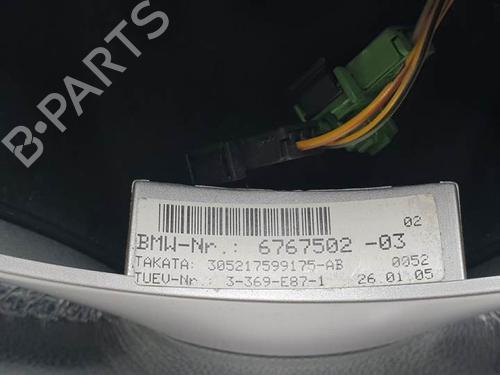 B-PARTS
02
BMW-Nr.: 6767502 -03
TAKATA: 305217599175-AB 0052
TUEV-Nr.: 3-369-E87-1 26.01.05